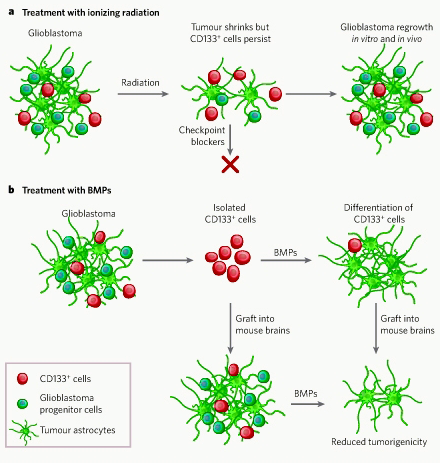 a Treatment with ionizing radiation
Glioblastoma
Tumour shrinks but
CD133⁺ cells persist
Glioblastoma regrowth
in vitro and in vivo
Radiation
Checkpoint
blockers
b Treatment with BMPs
Glioblastoma
Isolated
CD133⁺ cells
Differentiation of
CD133⁺ cells
BMPs
Graft into
mouse brains
Graft into
mouse brains
CD133⁺ cells
Glioblastoma
progenitor cells
Tumour astrocytes
BMPs
Reduced tumorigenicity